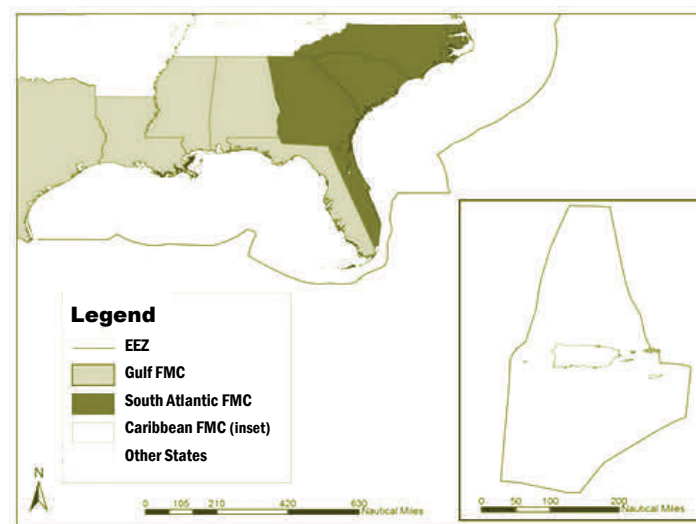 Legend
EEZ
Gulf FMC
South Atlantic FMC
Caribbean FMC (inset)
Other States
N
0 105 210 420 630
Nautical Miles
0 50 100 200
Nautical Miles